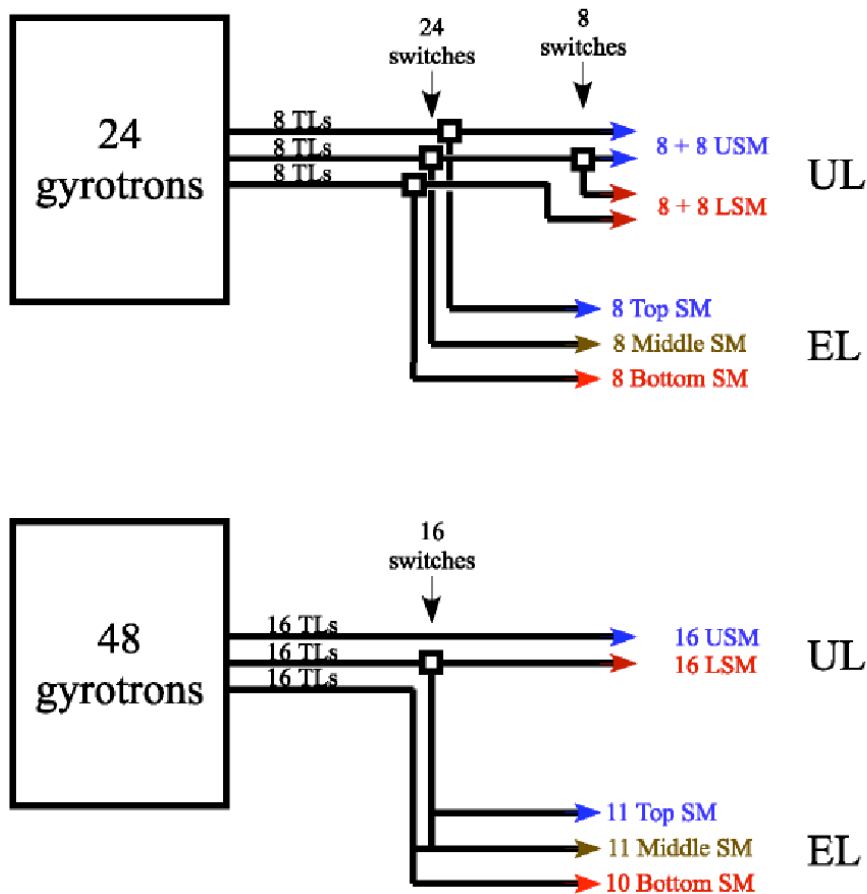 24
switches
8
switches
24
gyrotrons
8 TLs
8 TLs
8 TLs
8 + 8 USM
8 + 8 LSM
UL
8 Top SM
8 Middle SM
8 Bottom SM
EL
16
switches
48
gyrotrons
16 TLs
16 TLs
16 TLs
16 USM
16 LSM
UL
11 Top SM
11 Middle SM
10 Bottom SM
EL